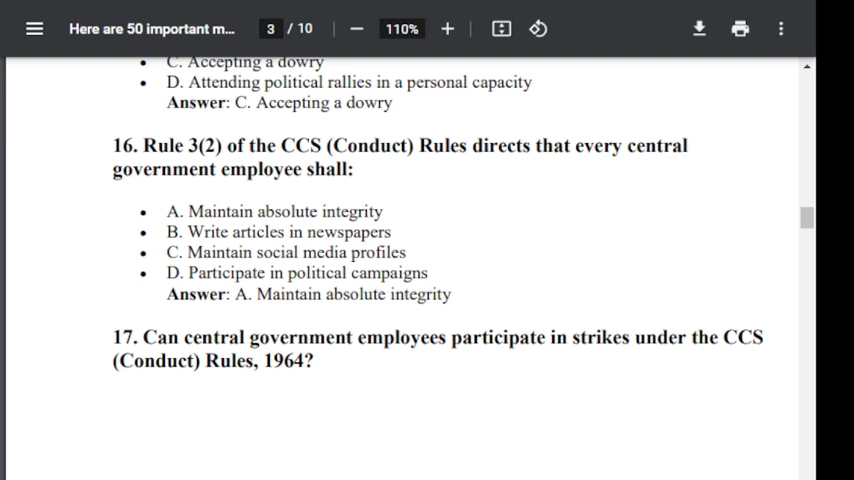 Here are 50 important m... 3 / 10 110%
• C. Accepting a dowry
• D. Attending political rallies in a personal capacity
Answer: C. Accepting a dowry
16. Rule 3(2) of the CCS (Conduct) Rules directs that every central
government employee shall:
• A. Maintain absolute integrity
• B. Write articles in newspapers
• C. Maintain social media profiles
• D. Participate in political campaigns
Answer: A. Maintain absolute integrity
17. Can central government employees participate in strikes under the CCS
(Conduct) Rules, 1964?